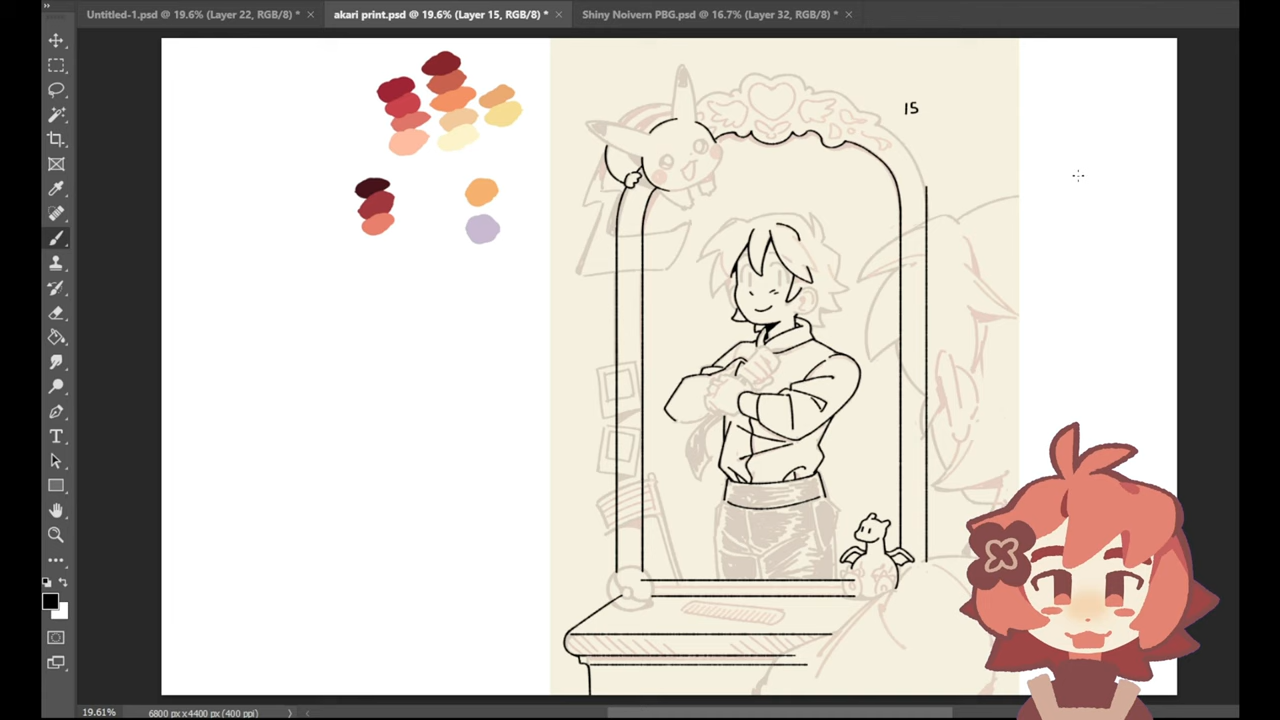 Untitled-1.psd @ 19.6% (Layer 22, RGB/8) * ×
akari print.psd @ 19.6% (Layer 15, RGB/8) * ×
Shiny Noivern PBG.psd @ 16.7% (Layer 32, RGB/8) * ×
15
T
19.61%
6800 px x 4400 px (400 ppi)